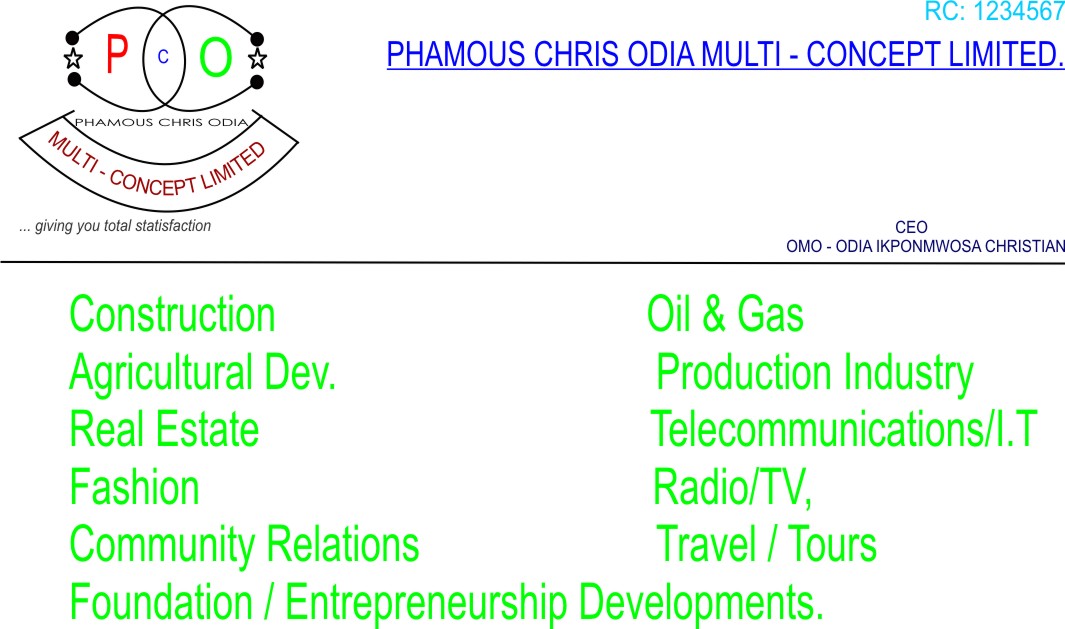 RC: 1234567
P C O
PHAMOUS CHRIS ODIA MULTI - CONCEPT LIMITED.
PHAMOUS CHRIS ODIA
MULTI - CONCEPT LIMITED
... giving you total statisfaction
CEO
OMO - ODIA IKPONMWOSA CHRISTIAN
Construction
Oil & Gas
Agricultural Dev.
Production Industry
Real Estate
Telecommunications/I.T
Fashion
Radio/TV,
Community Relations
Travel / Tours
Foundation / Entrepreneurship Developments.